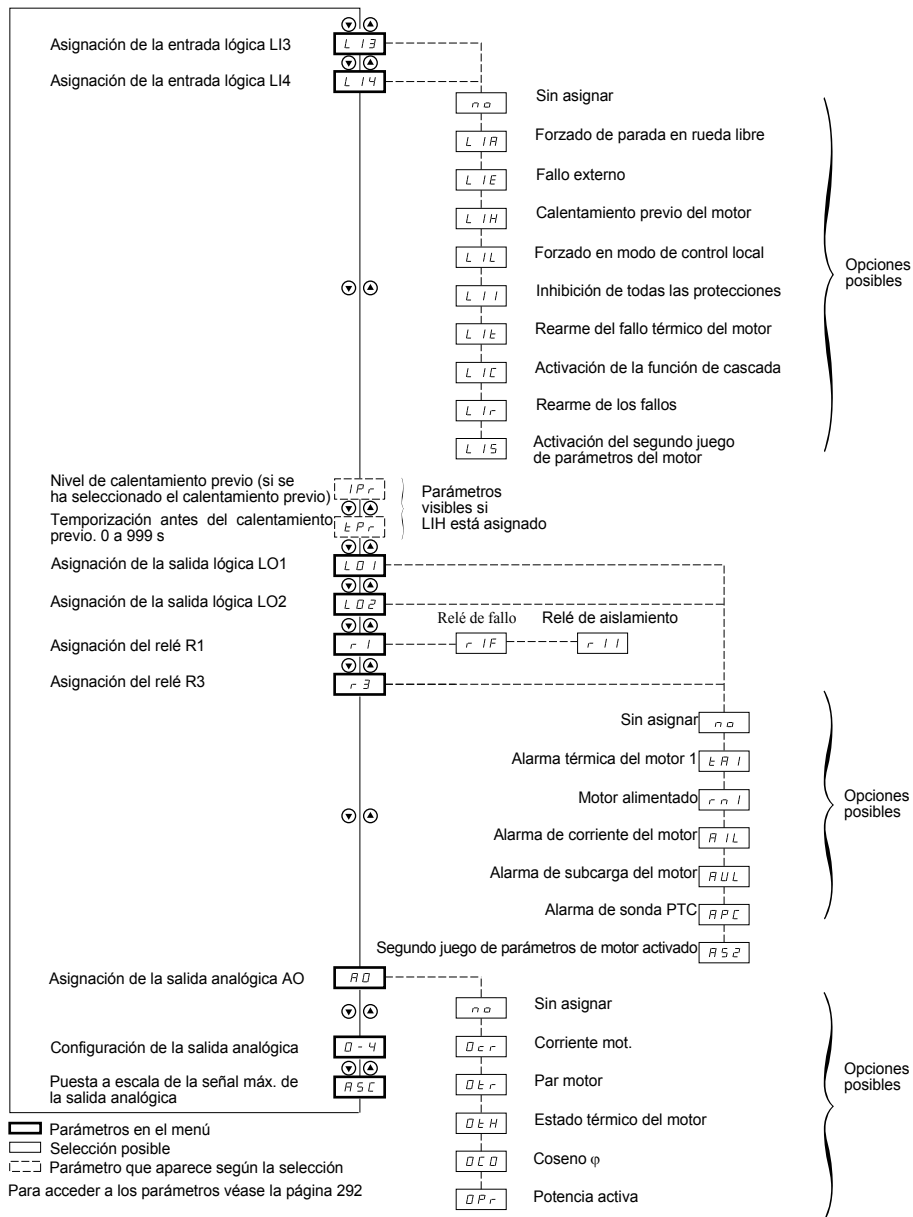 Asignación de la entrada lógica LI3 LI3
Asignación de la entrada lógica LI4 LI4
no Sin asignar
LIA Forzado de parada en rueda libre
LIE Fallo externo
LIH Calentamiento previo del motor
LIL Forzado en modo de control local
LII Inhibición de todas las protecciones
LIt Rearme del fallo térmico del motor
LIC Activación de la función de cascada
LIr Rearme de los fallos
LIS Activación del segundo juego
de parámetros del motor
Opciones
posibles
Nivel de calentamiento previo (si se
ha seleccionado el calentamiento previo) IPr
Temporización antes del calentamiento
previo. 0 a 999 s tPr
Parámetros
visibles si
LIH está asignado
Asignación de la salida lógica LO1 LO1
Asignación de la salida lógica LO2 LO2
Relé de fallo Relé de aislamiento
Asignación del relé R1 r1 r1F r1I
Asignación del relé R3 r3
Sin asignar no
Alarma térmica del motor 1 tA1
Motor alimentado rn1
Alarma de corriente del motor AIL
Alarma de subcarga del motor AUL
Alarma de sonda PTC APC
Segundo juego de parámetros de motor activado AS2
Opciones
posibles
Asignación de la salida analógica AO AO
no Sin asignar
Ocr Corriente mot.
Otr Par motor
OtH Estado térmico del motor
OCO Coseno φ
OPr Potencia activa
Opciones
posibles
Configuración de la salida analógica O-4
Puesta a escala de la señal máx. de
la salida analógica ASC
Parámetros en el menú
Selección posible
Parámetro que aparece según la selección
Para acceder a los parámetros véase la página 292